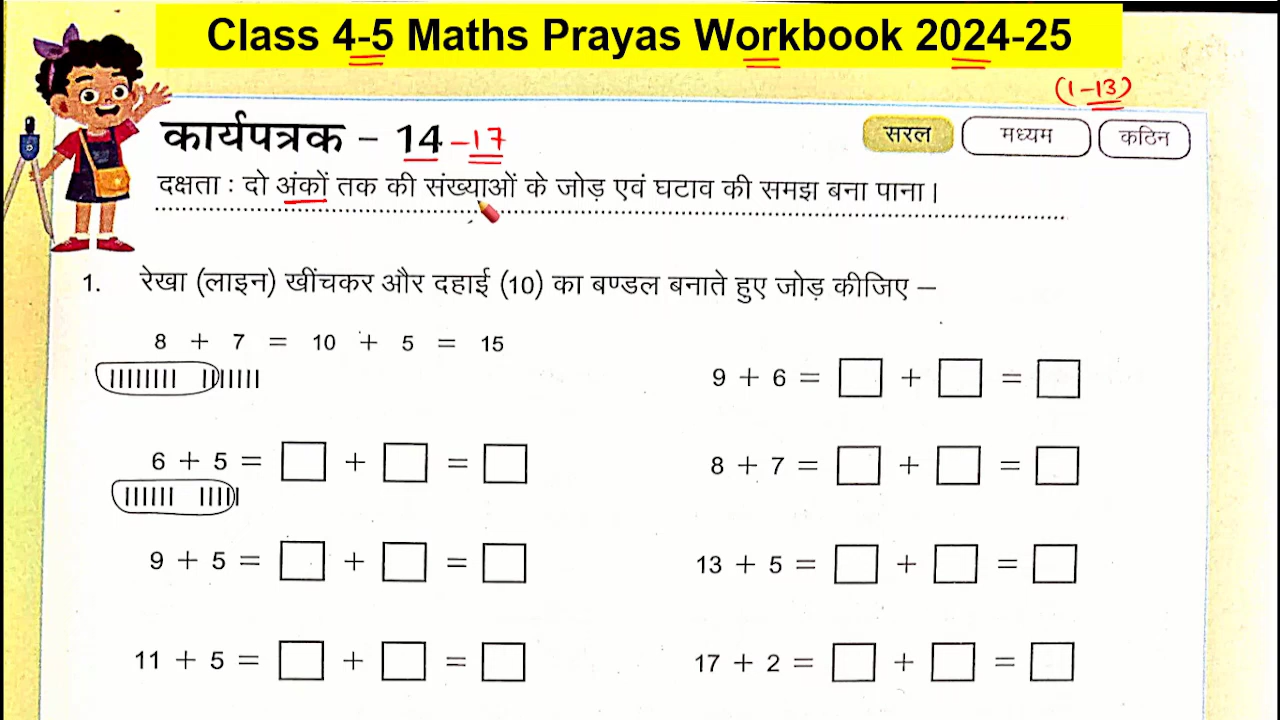 Class 4-5 Maths Prayas Workbook 2024-25
(1-13)
कार्यपत्रक – 14 -17
सरल मध्यम कठिन
दक्षता : दो अंकों तक की संख्याओं के जोड़ एवं घटाव की समझ बना पाना।
1. रेखा (लाइन) खींचकर और दहाई (10) का बण्डल बनाते हुए जोड़ कीजिए –
8 + 7 = 10 + 5 = 15
9 + 6 = □ + □ = □
6 + 5 = □ + □ = □
8 + 7 = □ + □ = □
9 + 5 = □ + □ = □
13 + 5 = □ + □ = □
11 + 5 = □ + □ = □
17 + 2 = □ + □ = □